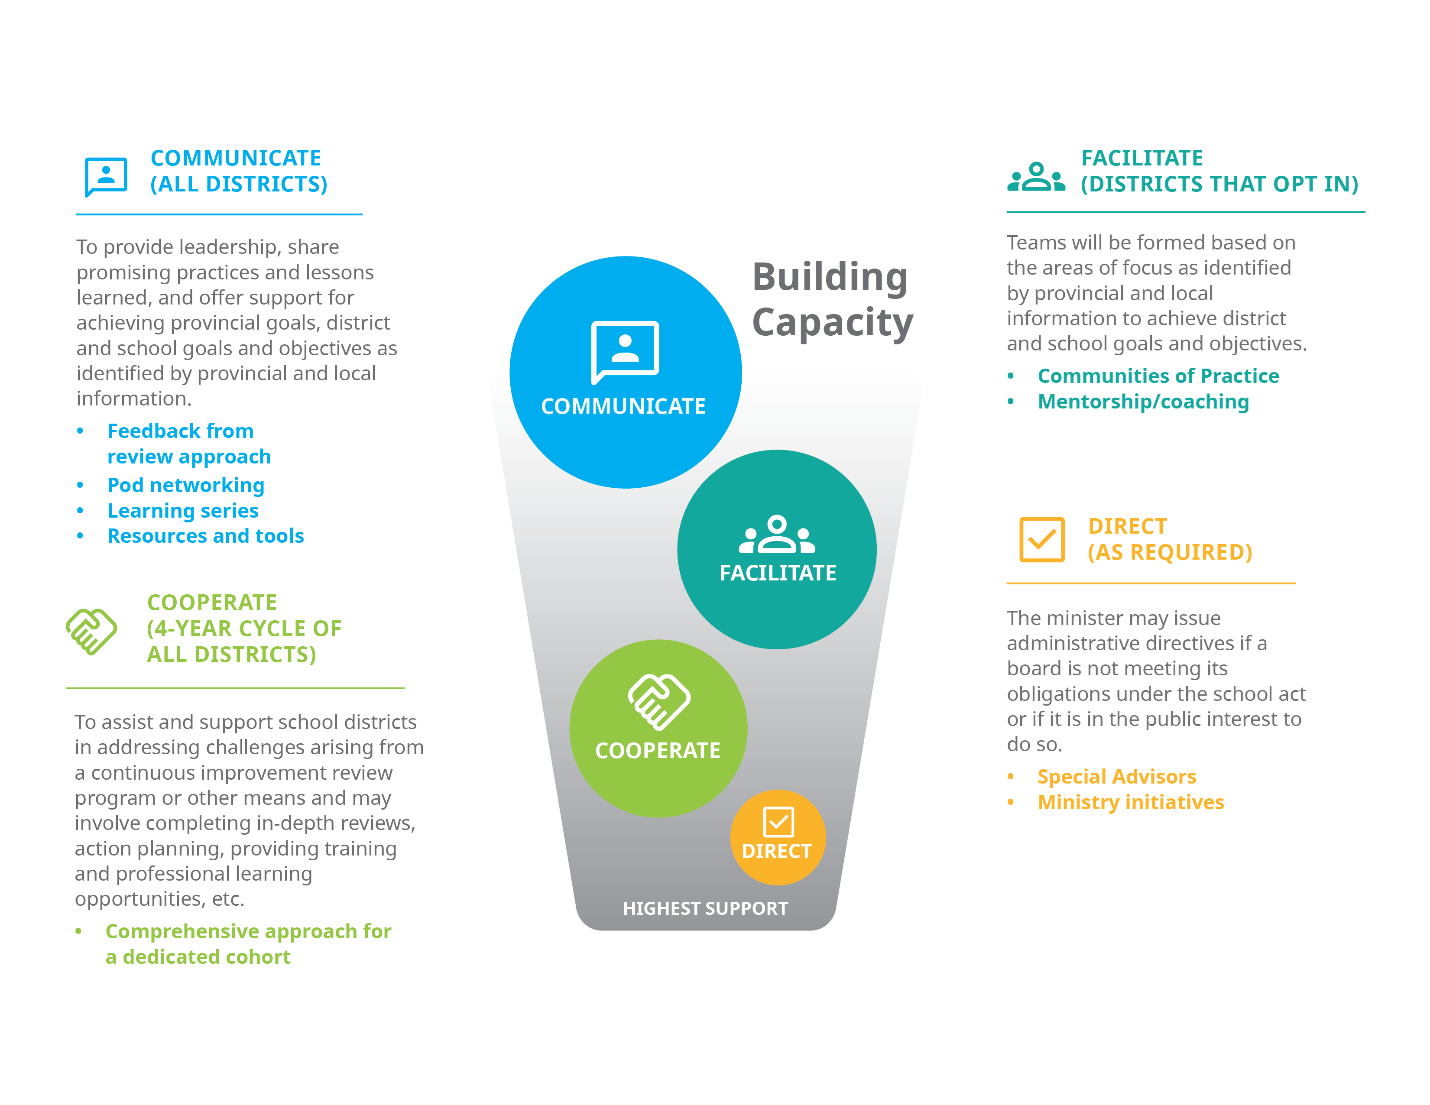 COMMUNICATE
(ALL DISTRICTS)
To provide leadership, share
promising practices and lessons
learned, and offer support for
achieving provincial goals, district
and school goals and objectives as
identified by provincial and local
information.
• Feedback from
review approach
• Pod networking
• Learning series
• Resources and tools
COOPERATE
(4-YEAR CYCLE OF
ALL DISTRICTS)
To assist and support school districts
in addressing challenges arising from
a continuous improvement review
program or other means and may
involve completing in-depth reviews,
action planning, providing training
and professional learning
opportunities, etc.
• Comprehensive approach for
a dedicated cohort
Building
Capacity
COMMUNICATE
FACILITATE
COOPERATE
DIRECT
HIGHEST SUPPORT
FACILITATE
(DISTRICTS THAT OPT IN)
Teams will be formed based on
the areas of focus as identified
by provincial and local
information to achieve district
and school goals and objectives.
• Communities of Practice
• Mentorship/coaching
DIRECT
(AS REQUIRED)
The minister may issue
administrative directives if a
board is not meeting its
obligations under the school act
or if it is in the public interest to
do so.
• Special Advisors
• Ministry initiatives